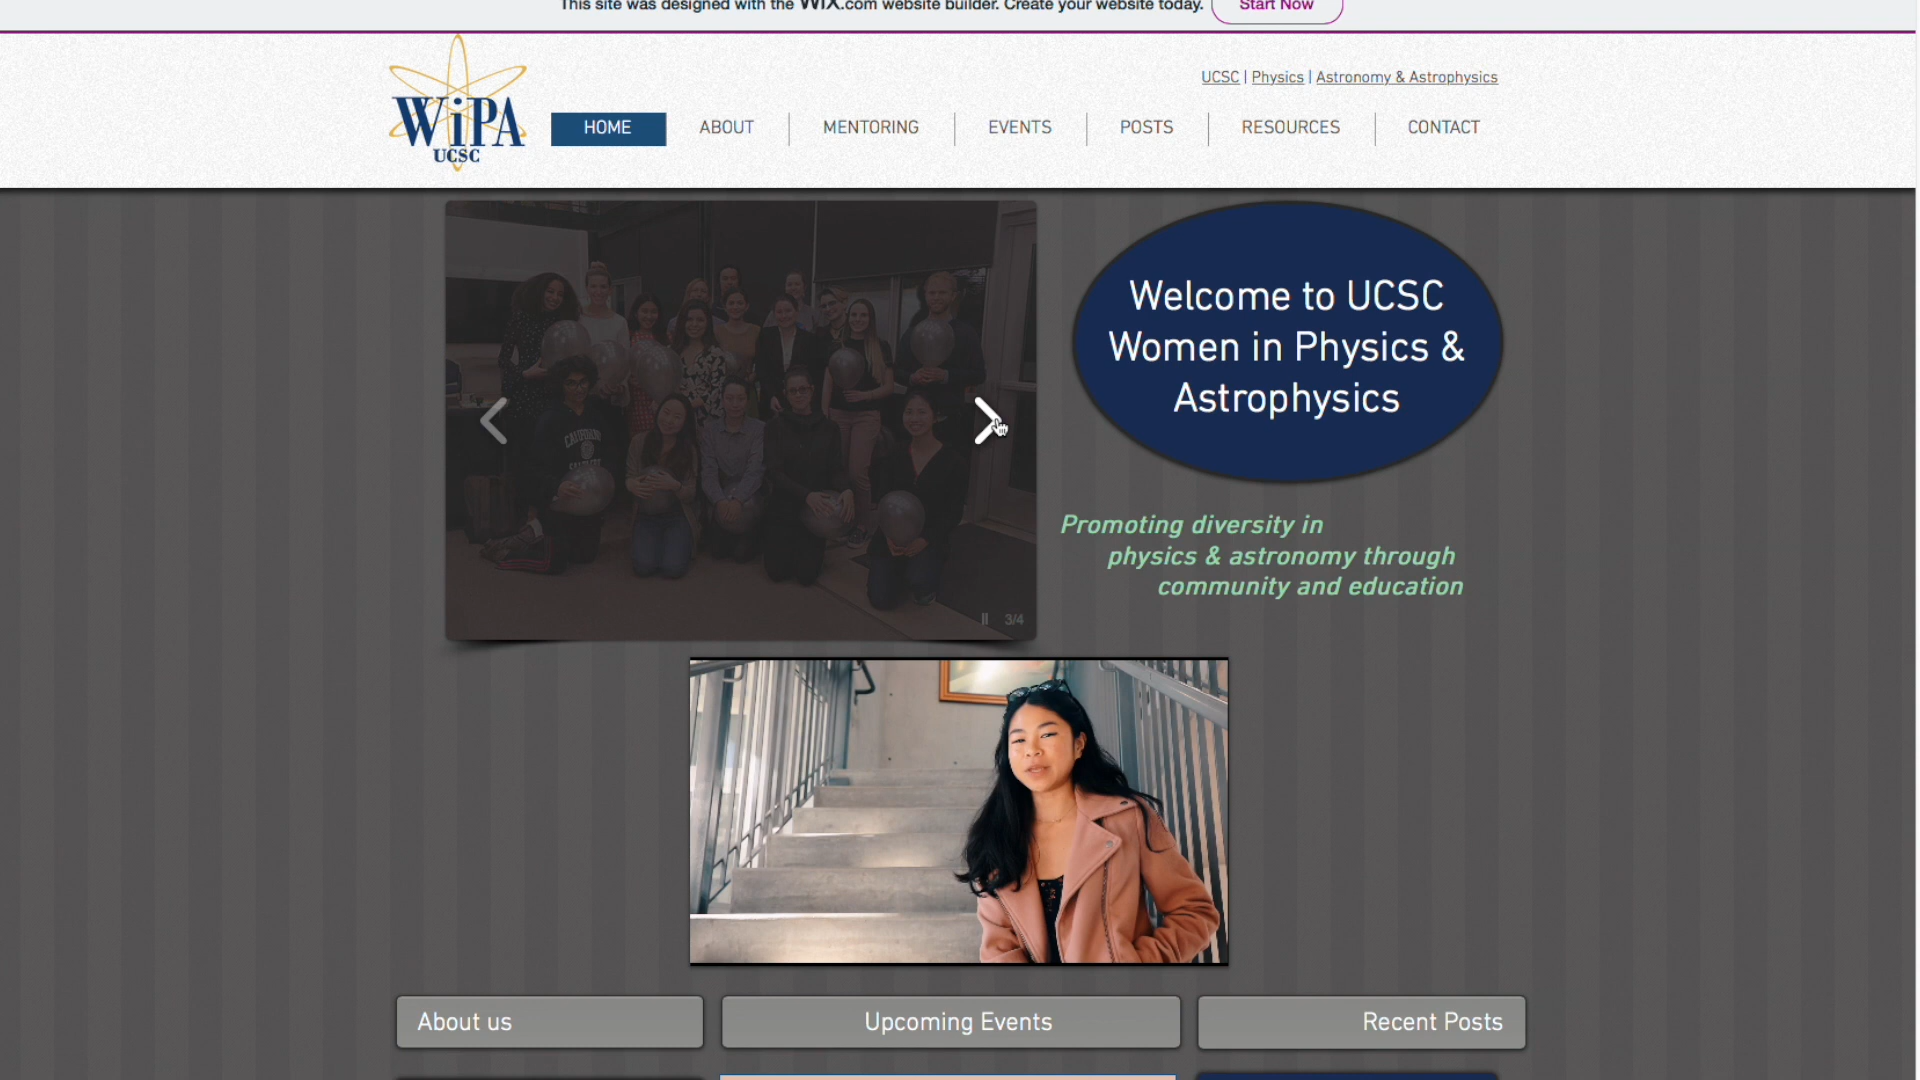 This site was designed with the WiX.com website builder. Create your website today. Start Now
WiPA
UCSC
UCSC | Physics | Astronomy & Astrophysics
HOME ABOUT MENTORING EVENTS POSTS RESOURCES CONTACT
Welcome to UCSC
Women in Physics &
Astrophysics
CALIFORNIA
Promoting diversity in
physics & astronomy through
community and education
3/4
About us
Upcoming Events
Recent Posts